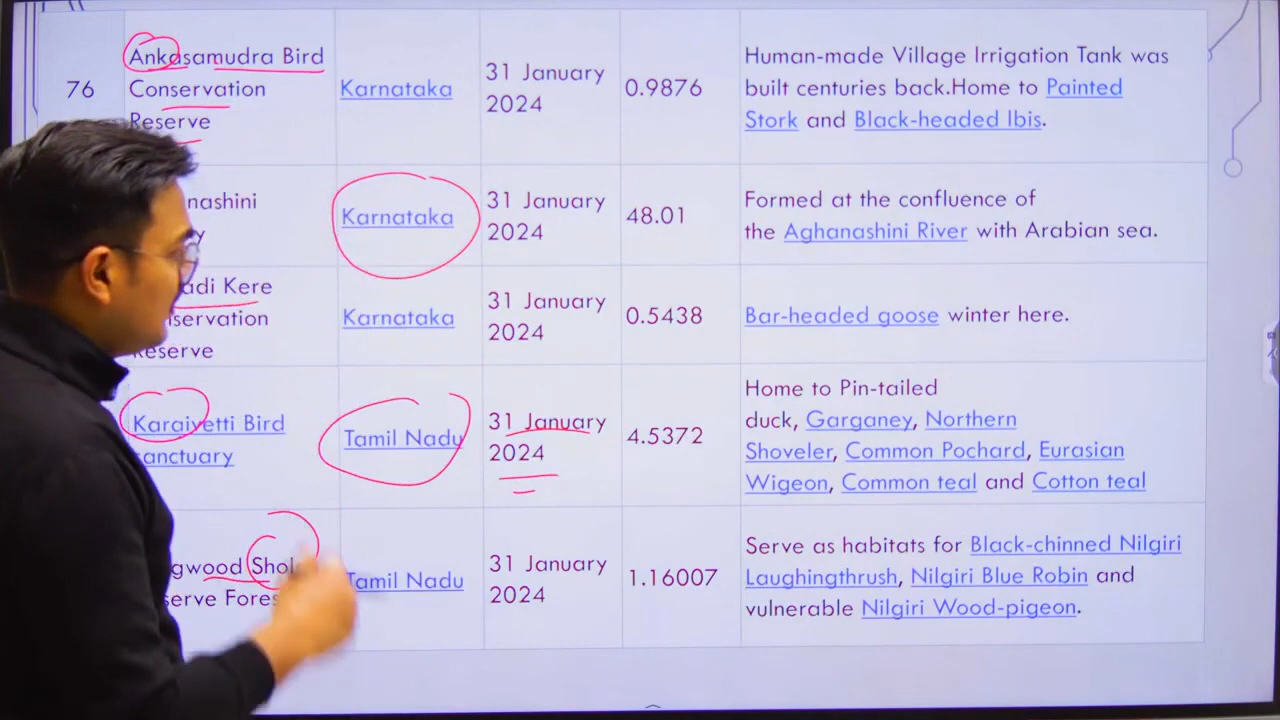 76
Ankasamudra Bird
Conservation
Reserve
Karnataka
31 January
2024
0.9876
Human-made Village Irrigation Tank was
built centuries back.Home to Painted
Stork and Black-headed Ibis.
nashini
Karnataka
31 January
2024
48.01
Formed at the confluence of
the Aghanashini River with Arabian sea.
adi Kere
servation
Reserve
Karnataka
31 January
2024
0.5438
Bar-headed goose winter here.
Karaivetti Bird
sanctuary
Tamil Nadu
31 January
2024
4.5372
Home to Pin-tailed
duck, Garganey, Northern
Shoveler, Common Pochard, Eurasian
Wigeon, Common teal and Cotton teal
gwood Shol
serve Fores
Tamil Nadu
31 January
2024
1.16007
Serve as habitats for Black-chinned Nilgiri
Laughingthrush, Nilgiri Blue Robin and
vulnerable Nilgiri Wood-pigeon.